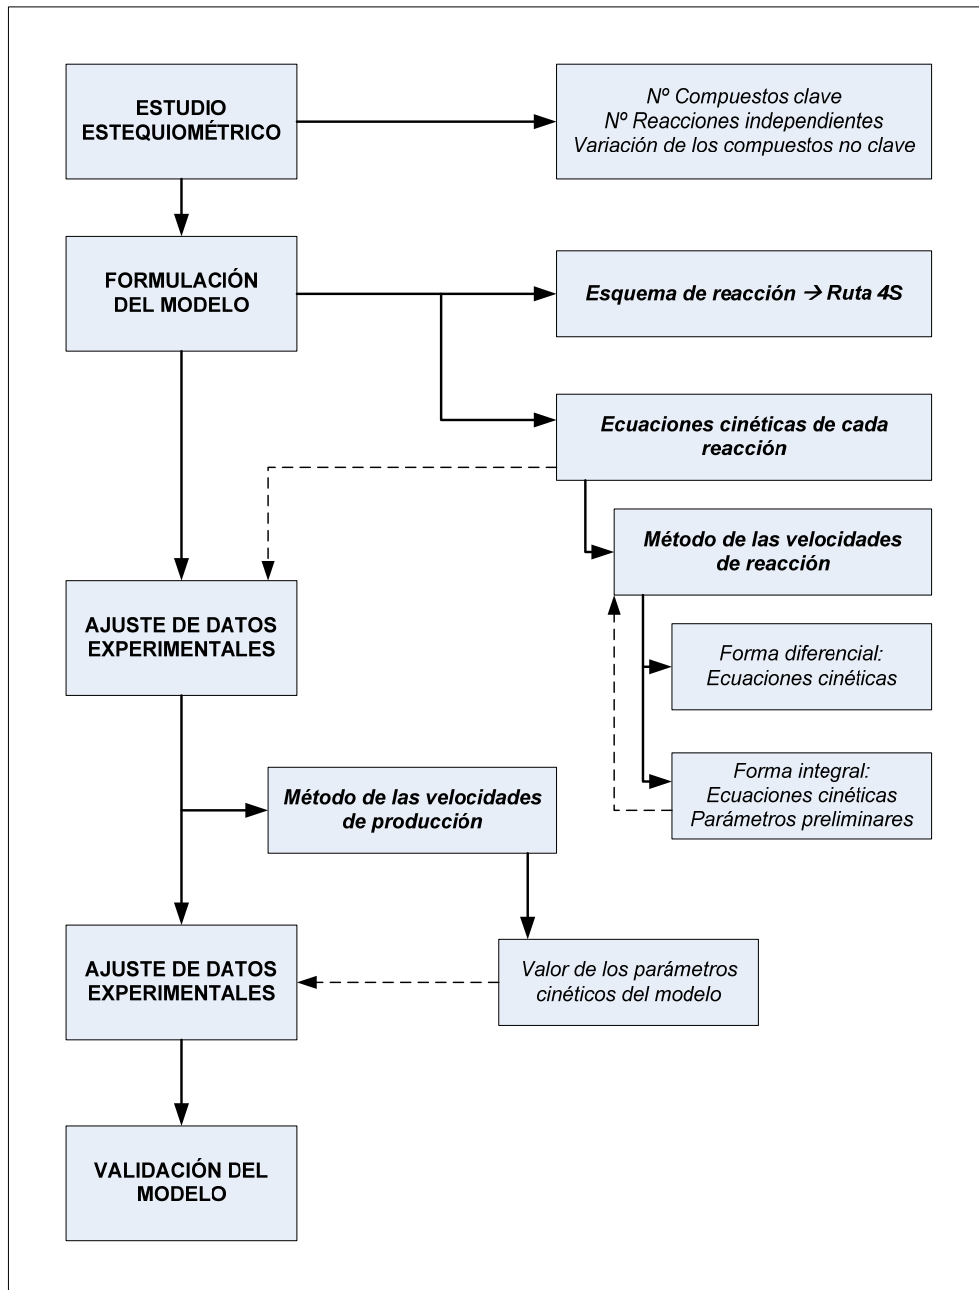 ESTUDIO
ESTEQUIOMÉTRICO
Nº Compuestos clave
Nº Reacciones independientes
Variación de los compuestos no clave
FORMULACIÓN
DEL MODELO
Esquema de reacción → Ruta 4S
Ecuaciones cinéticas de cada
reacción
Método de las velocidades
de reacción
AJUSTE DE DATOS
EXPERIMENTALES
Forma diferencial:
Ecuaciones cinéticas
Forma integral:
Ecuaciones cinéticas
Parámetros preliminares
Método de las velocidades
de producción
AJUSTE DE DATOS
EXPERIMENTALES
Valor de los parámetros
cinéticos del modelo
VALIDACIÓN DEL
MODELO